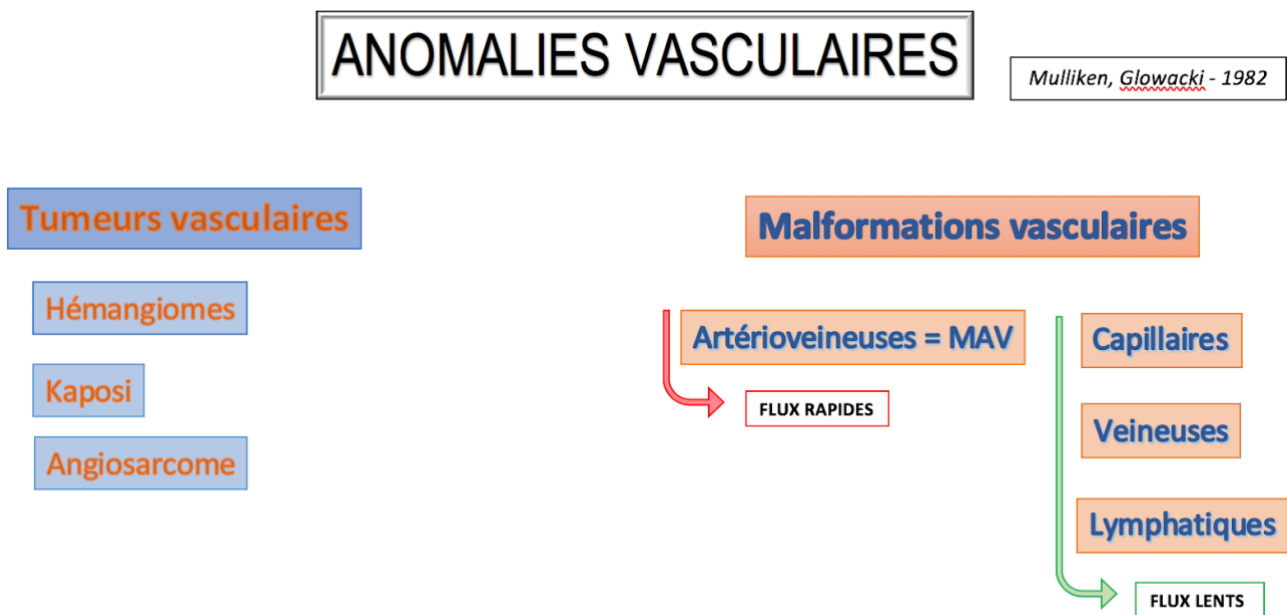 ANOMALIES VASCULAIRES
Mulliken, Glowacki - 1982
Tumeurs vasculaires
Hémangiomes
Kaposi
Angiosarcome
Malformations vasculaires
Artérioveineuses = MAV
FLUX RAPIDES
Capillaires
Veineuses
Lymphatiques
FLUX LENTS